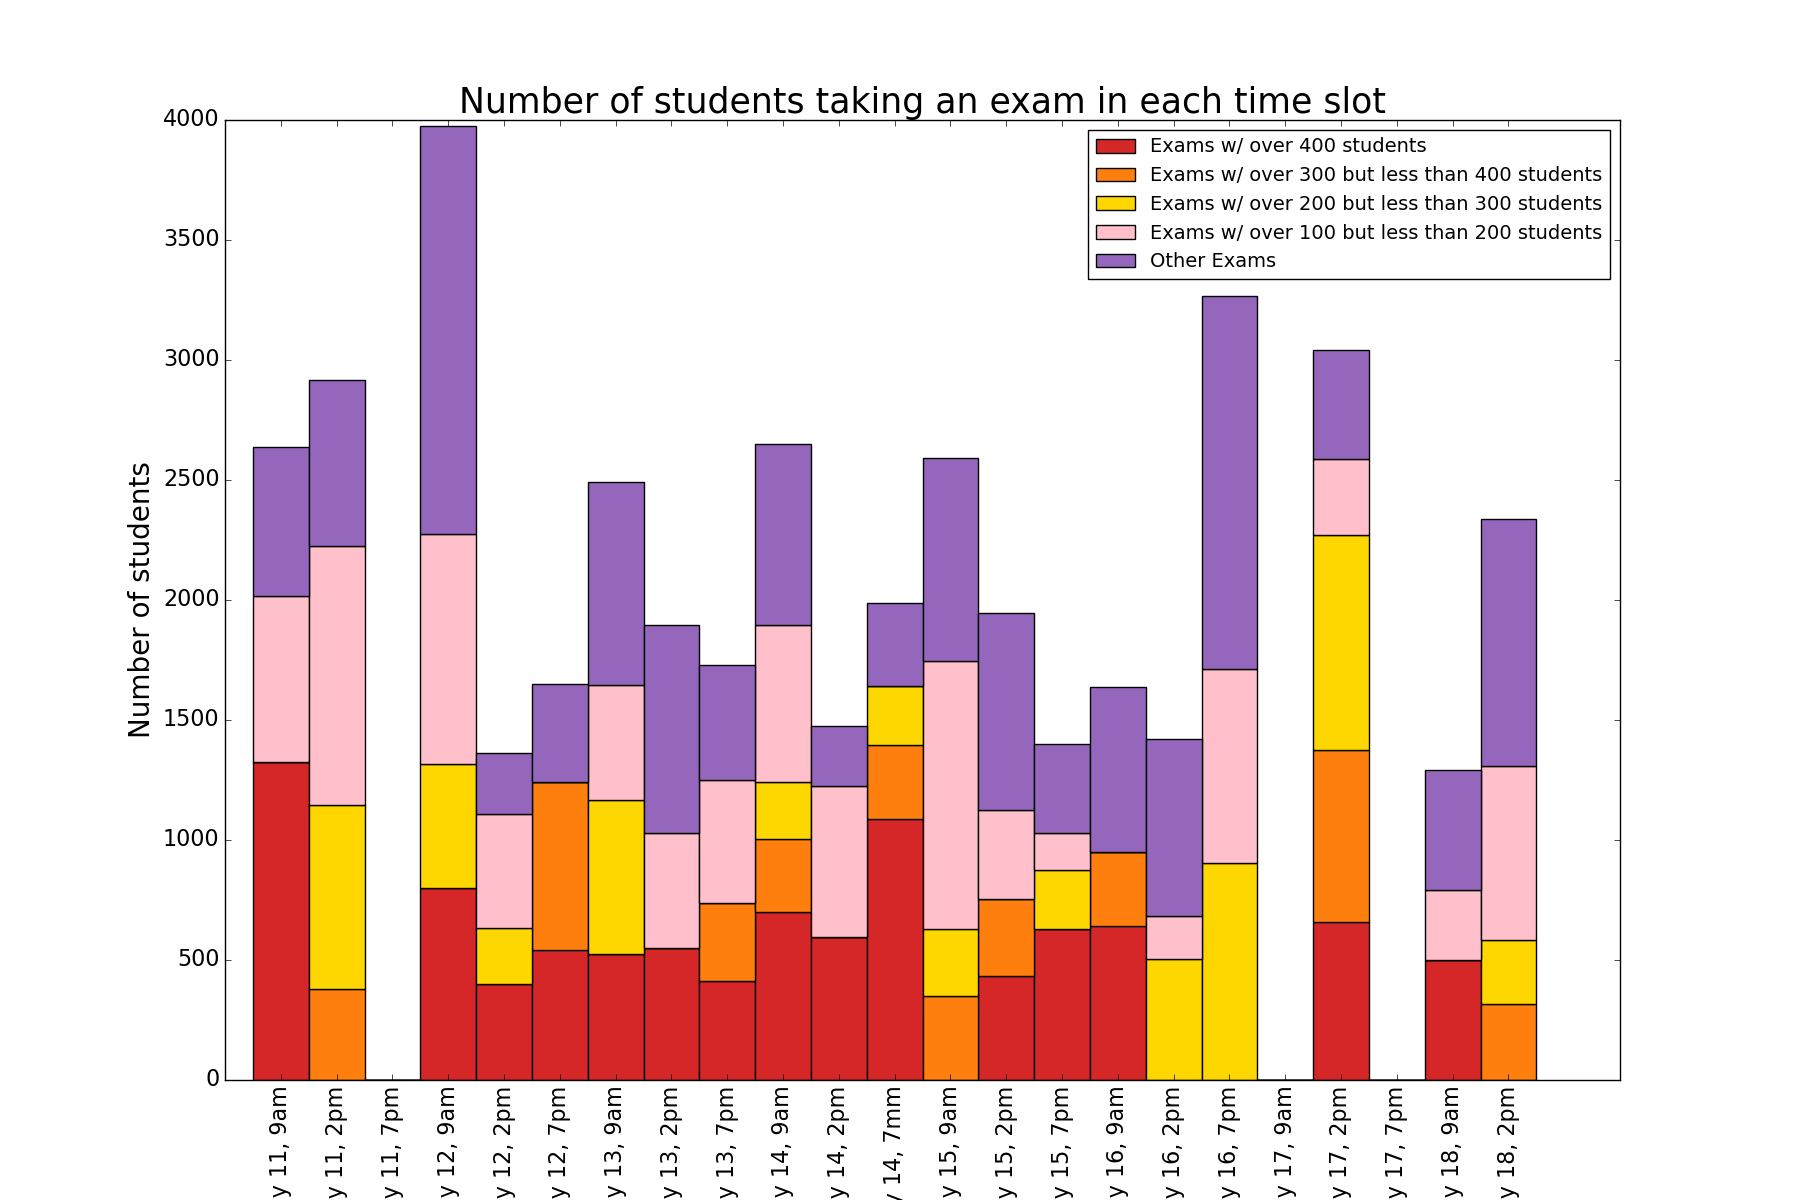 Number of students taking an exam in each time slot
Number of students
4000
3500
3000
2500
2000
1500
1000
500
0
Exams w/ over 400 students
Exams w/ over 300 but less than 400 students
Exams w/ over 200 but less than 300 students
Exams w/ over 100 but less than 200 students
Other Exams
y 11, 9am
y 11, 2pm
y 11, 7pm
y 12, 9am
y 12, 2pm
y 12, 7pm
y 13, 9am
y 13, 2pm
y 13, 7pm
y 14, 9am
y 14, 2pm
y 14, 7mm
y 15, 9am
y 15, 2pm
y 15, 7pm
y 16, 9am
y 16, 2pm
y 16, 7pm
y 17, 9am
y 17, 2pm
y 17, 7pm
y 18, 9am
y 18, 2pm